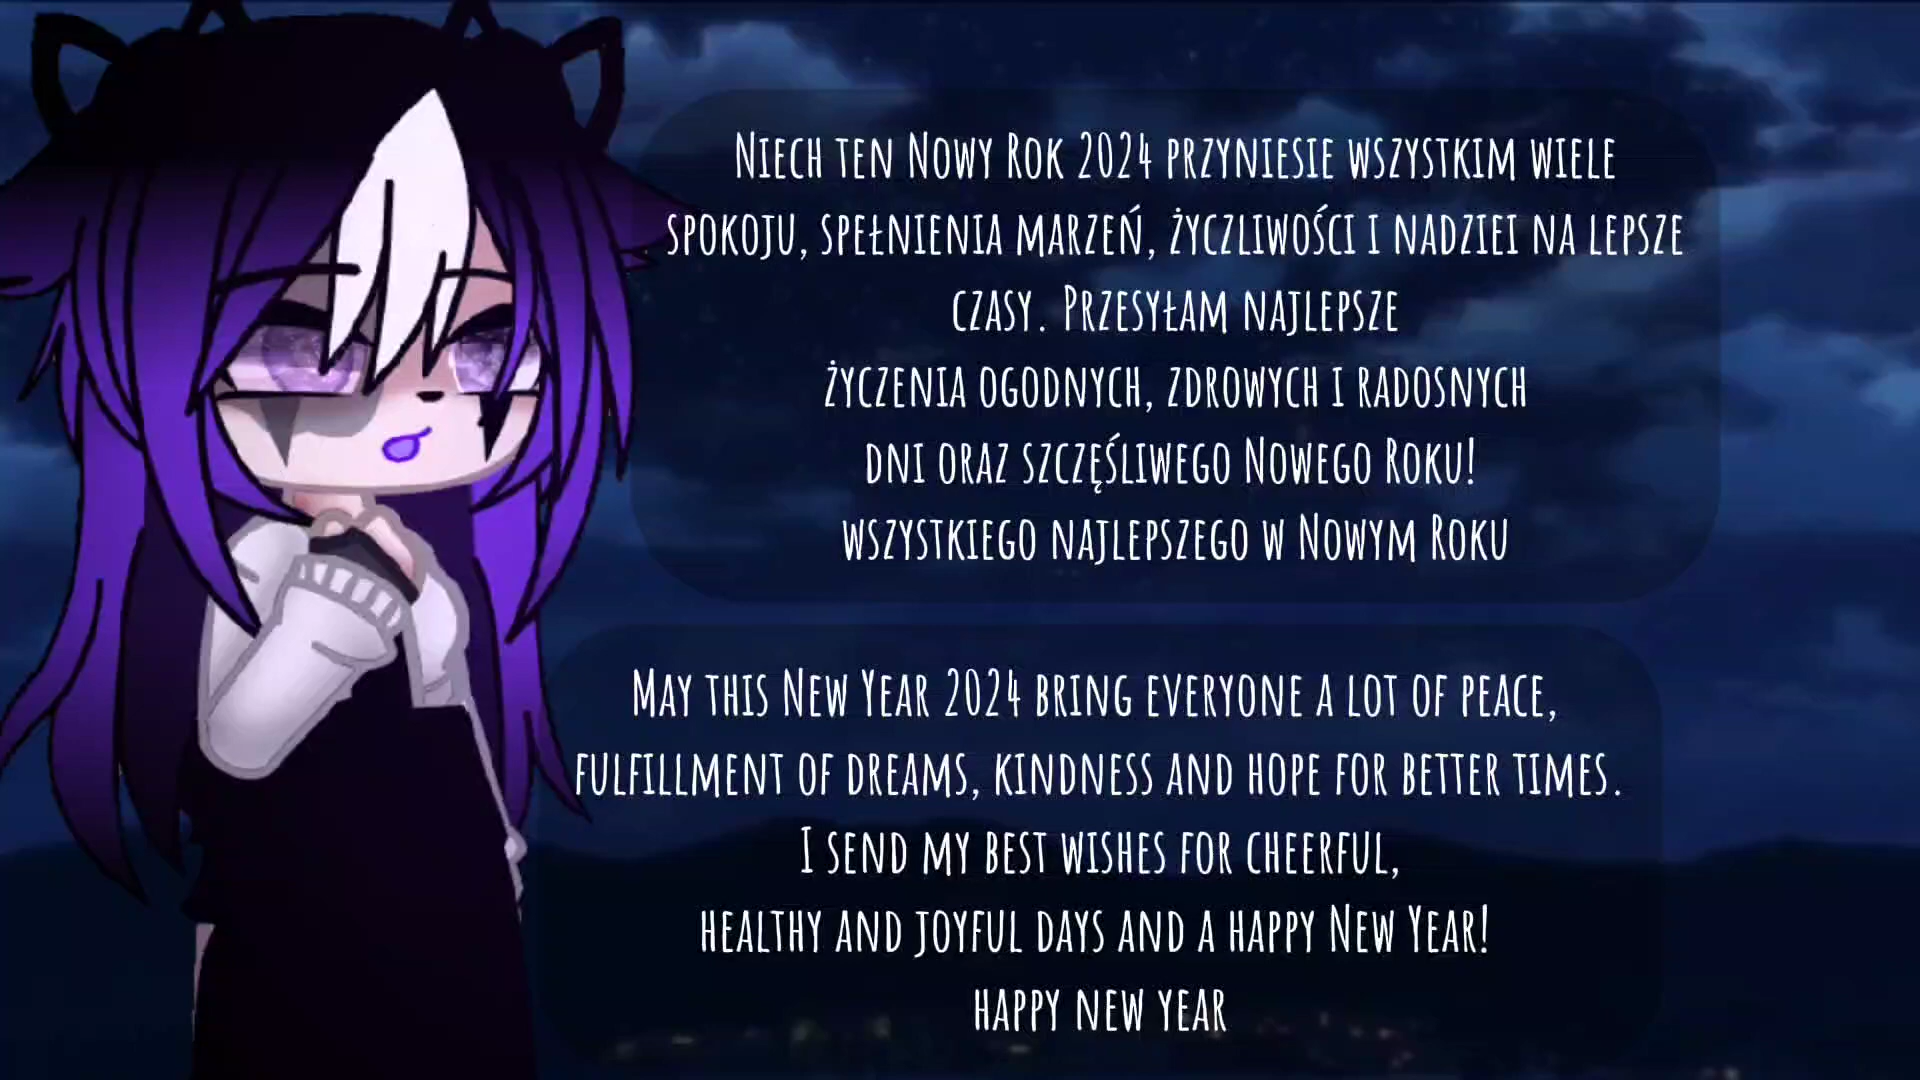 Niech ten Nowy Rok 2024 przyniesie wszystkim wiele
spokoju, spełnienia marzeń, życzliwości i nadziei na lepsze
czasy. Przesyłam najlepsze
życzenia ogodnych, zdrowych i radosnych
dni oraz szczęśliwego Nowego Roku!
wszystkiego najlepszego w Nowym Roku
May this New Year 2024 bring everyone a lot of peace,
fulfillment of dreams, kindness and hope for better times.
I send my best wishes for cheerful,
healthy and joyful days and a happy New Year!
happy new year